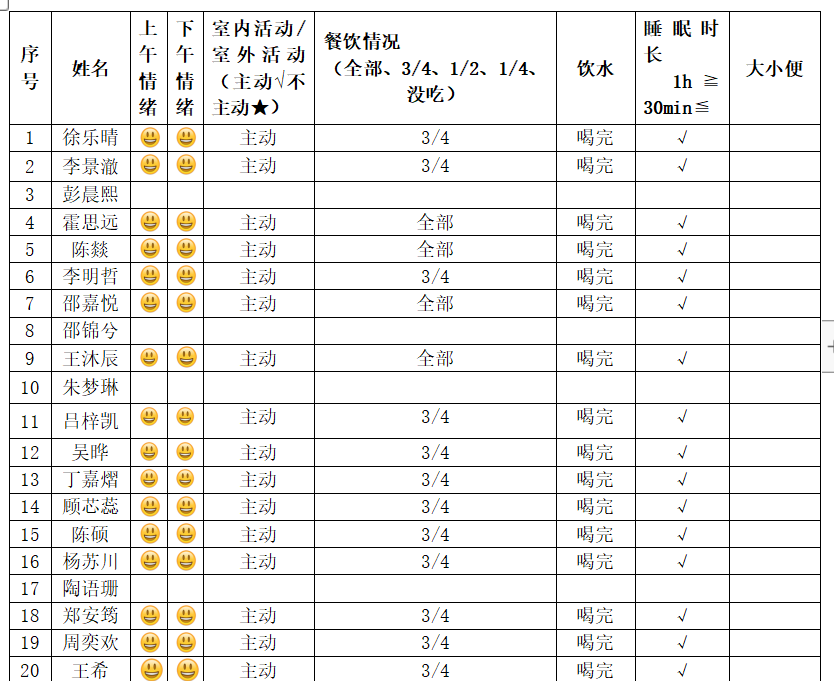 序号 姓名 上午情绪 下午情绪 室内活动/室外活动（主动√不主动★） 餐饮情况（全部、3/4、1/2、1/4、没吃） 饮水 睡眠时长 1h ≧ 30min≦ 大小便
1 徐乐晴 😃 😃 主动 3/4 喝完 √
2 李景澈 😃 😃 主动 3/4 喝完 √
3 彭晨熙
4 霍思远 😃 😃 主动 全部 喝完 √
5 陈燚 😃 😃 主动 全部 喝完 √
6 李明哲 😃 😃 主动 3/4 喝完 √
7 邵嘉悦 😃 😃 主动 全部 喝完 √
8 邵锦兮
9 王沐辰 😃 😃 主动 全部 喝完 √
10 朱梦琳
11 吕梓凯 😃 😃 主动 3/4 喝完 √
12 吴晔 😃 😃 主动 3/4 喝完 √
13 丁嘉熠 😃 😃 主动 3/4 喝完 √
14 顾芯蕊 😃 😃 主动 3/4 喝完 √
15 陈硕 😃 😃 主动 3/4 喝完 √
16 杨苏川 😃 😃 主动 3/4 喝完 √
17 陶语珊
18 郑安筠 😃 😃 主动 3/4 喝完 √
19 周奕欢 😃 😃 主动 3/4 喝完 √
20 王希 😃 😃 主动 3/4 喝完 √